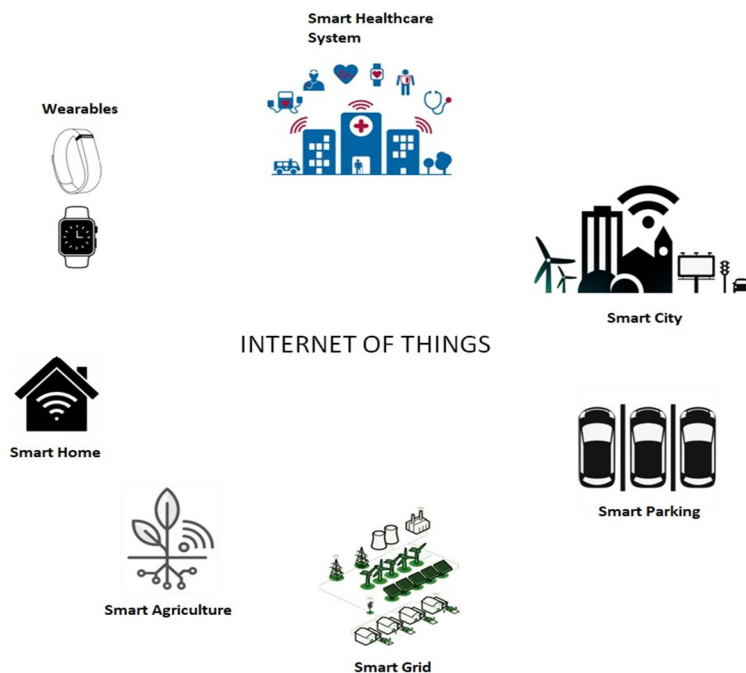 Smart Healthcare
System
Wearables
Smart City
INTERNET OF THINGS
Smart Home
Smart Parking
Smart Agriculture
Smart Grid